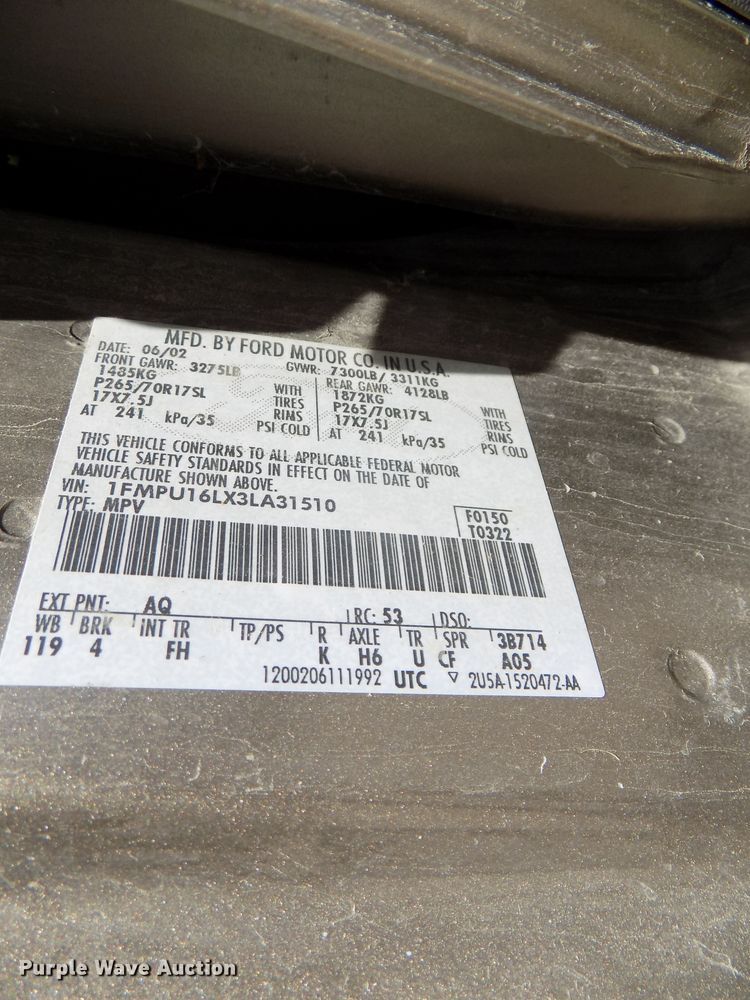 MFD. BY FORD MOTOR CO. IN U.S.A.
DATE: 06/02 GVWR: 7300LB/ 3311KG
FRONT GAWR: 3275LB REAR GAWR: 4128LB
1485KG WITH 1872KG WITH
P265/70R17SL TIRES P265/70R17SL TIRES
17X7.5J RIMS 17X7.5J RIMS
AT 241 kPa/35 PSI COLD AT 241 kPa/35 PSI COLD
THIS VEHICLE CONFORMS TO ALL APPLICABLE FEDERAL MOTOR
VEHICLE SAFETY STANDARDS IN EFFECT ON THE DATE OF
MANUFACTURE SHOWN ABOVE.
VIN: 1FMPU16LX3LA31510
TYPE: MPV
F0150
T0322
EXT PNT: AQ RC: 53 DSO:
WB BRK INT TR TP/PS R AXLE TR SPR 3B714
119 4 FH K H6 U CF A05
1200206111992 UTC ▽ 2U5A-1520472-AA
Purple Wave Auction